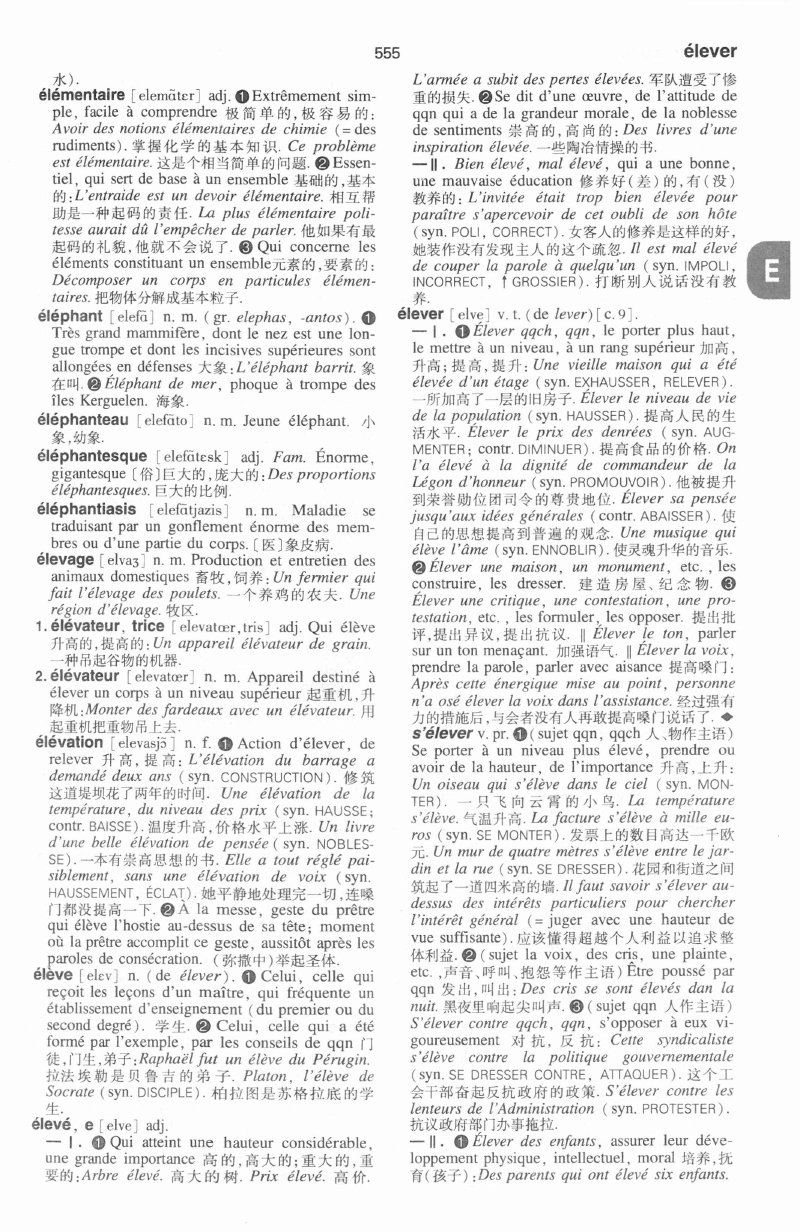 555
élever
水).
élémentaire [elemɑ̃tɛr] adj. ❶Extrêmement sim-
ple, facile à comprendre 极简单的,极容易的:
Avoir des notions élémentaires de chimie (=des
rudiments). 掌握化学的基本知识. Ce problème
est élémentaire. 这是个相当简单的问题. ❷Essen-
tiel, qui sert de base à un ensemble 基础的,基本
的:L'entraide est un devoir élémentaire. 相互帮
助是一种起码的责任. La plus élémentaire poli-
tesse aurait dû l'empêcher de parler. 他如果有最
起码的礼貌,他就不会说了. ❸ Qui concerne les
éléments constituant un ensemble元素的,要素的:
Décomposer un corps en particules élémen-
taires. 把物体分解成基本粒子.
éléphant [elefɑ̃] n. m. (gr. elephas, -antos). ❶
Très grand mammifère, dont le nez est une lon-
gue trompe et dont les incisives supérieures sont
allongées en défenses 大象:L'éléphant barrit. 象
在叫. ❷Éléphant de mer, phoque à trompe des
îles Kerguelen. 海象.
éléphanteau [elefɑ̃to] n. m. Jeune éléphant. 小
象,幼象.
éléphantesque [elefɑ̃tɛsk] adj. Fam. Énorme,
gigantesque [俗]巨大的,庞大的:Des proportions
éléphantesques. 巨大的比例.
éléphantiasis [elefɑ̃tjazis] n. m. Maladie se
traduisant par un gonflement énorme des mem-
bres ou d'une partie du corps. [医]象皮病.
élevage [elvaʒ] n. m. Production et entretien des
animaux domestiques 畜牧,饲养:Un fermier qui
fait l'élevage des poulets. 一个养鸡的农夫. Une
région d'élevage. 牧区.
1. élévateur, trice [elevatœr,tris] adj. Qui élève
升高的,提高的:Un appareil élévateur de grain.
一种吊起谷物的机器.
2. élévateur [elevatœr] n. m. Appareil destiné à
élever un corps à un niveau supérieur 起重机,升
降机:Monter des fardeaux avec un élévateur. 用
起重机把重物吊上去.
élévation [elevasjɔ̃] n. f. ❶ Action d'élever, de
relever 升高,提高: L'élévation du barrage a
demandé deux ans (syn. CONSTRUCTION). 修筑
这道堤坝花了两年的时间. Une élévation de la
température, du niveau des prix (syn. HAUSSE;
contr. BAISSE). 温度升高,价格水平上涨. Un livre
d'une belle élévation de pensée (syn. NOBLES-
SE). 一本有崇高思想的书. Elle a tout réglé pai-
siblement, sans une élévation de voix (syn.
HAUSSEMENT, ÉCLAT). 她平静地处理完一切,连嗓
门都没提高一下. ❷À la messe, geste du prêtre
qui élève l'hostie au-dessus de sa tête; moment
où la prêtre accomplit ce geste, aussitôt après les
paroles de consécration. (弥撒中)举起圣体.
élève [elɛv] n. (de élever). ❶ Celui, celle qui
reçoit les leçons d'un maître, qui fréquente un
établissement d'enseignement (du premier ou du
second degré). 学生. ❷ Celui, celle qui a été
formé par l'exemple, par les conseils de qqn 门
徒,门生,弟子:Raphaël fut un élève du Pérugin.
拉法埃勒是贝鲁吉的弟子. Platon, l'élève de
Socrate (syn. DISCIPLE). 柏拉图是苏格拉底的学
生.
élevé, e [elve] adj.
— Ⅰ. ❶Qui atteint une hauteur considérable,
une grande importance 高的,高大的;重大的,重
要的:Arbre élevé. 高大的树. Prix élevé. 高价.
L'armée a subit des pertes élevées. 军队遭受了惨
重的损失. ❷Se dit d'une œuvre, de l'attitude de
qqn qui a de la grandeur morale, de la noblesse
de sentiments 崇高的,高尚的:Des livres d'une
inspiration élevée. 一些陶冶情操的书.
— Ⅱ. Bien élevé, mal élevé, qui a une bonne,
une mauvaise éducation 修养好(差)的,有(没)
教养的: L'invitée était trop bien élevée pour
paraître s'apercevoir de cet oubli de son hôte
(syn. POLI, CORRECT). 女客人的修养是这样的好,
她装作没有发现主人的这个疏忽. Il est mal élevé
de couper la parole à quelqu'un (syn. IMPOLI,
INCORRECT, ↑GROSSIER). 打断别人说话没有教
养.
E
élever [elve] v. t. (de lever)[c. 9].
— Ⅰ. ❶Élever qqch, qqn, le porter plus haut,
le mettre à un niveau, à un rang supérieur 加高,
升高;提高,提升: Une vieille maison qui a été
élevée d'un étage (syn. EXHAUSSER, RELEVER).
一所加高了一层的旧房子. Élever le niveau de vie
de la population (syn. HAUSSER). 提高人民的生
活水平. Élever le prix des denrées (syn. AUG-
MENTER; contr. DIMINUER). 提高食品的价格. On
l'a élevé à la dignité de commandeur de la
Légon d'honneur (syn. PROMOUVOIR). 他被提升
到荣誉勋位团司令的尊贵地位. Élever sa pensée
jusqu'aux idées générales (contr. ABAISSER). 使
自己的思想提高到普遍的观念. Une musique qui
élève l'âme (syn. ENNOBLIR). 使灵魂升华的音乐.
❷Élever une maison, un monument, etc., les
construire, les dresser. 建造房屋、纪念物. ❸
Élever une critique, une contestation, une pro-
testation, etc., les formuler, les opposer. 提出批
评,提出异议,提出抗议. ‖ Élever le ton, parler
sur un ton menaçant. 加强语气. ‖Élever la voix,
prendre la parole, parler avec aisance 提高嗓门:
Après cette énergique mise au point, personne
n'a osé élever la voix dans l'assistance. 经过强有
力的措施后,与会者没有人再敢提高嗓门说话了. ◆
s'élever v. pr. ❶(sujet qqn, qqch 人、物作主语)
Se porter à un niveau plus élevé, prendre ou
avoir de la hauteur, de l'importance 升高,上升:
Un oiseau qui s'élève dans le ciel (syn. MON-
TER). 一只飞向云霄的小鸟. La température
s'élève. 气温升高. La facture s'élève à mille eu-
ros (syn. SE MONTER). 发票上的数目高达一千欧
元. Un mur de quatre mètres s'élève entre le jar-
din et la rue (syn. SE DRESSER). 花园和街道之间
筑起了一道四米高的墙. Il faut savoir s'élever au-
dessus des intérêts particuliers pour chercher
l'intérêt général (= juger avec une hauteur de
vue suffisante). 应该懂得超越个人利益以追求整
体利益. ❷(sujet la voix, des cris, une plainte,
etc.,声音、呼叫、抱怨等作主语) Être poussé par
qqn 发出,叫出: Des cris se sont élevés dan la
nuit. 黑夜里响起尖叫声. ❸(sujet qqn 人作主语)
S'élever contre qqch, qqn, s'opposer à eux vi-
goureusement 对抗,反抗: Cette syndicaliste
s'élève contre la politique gouvernementale
(syn. SE DRESSER CONTRE, ATTAQUER). 这个工
会干部奋起反抗政府的政策. S'élever contre les
lenteurs de l'Administration (syn. PROTESTER).
抗议政府部门办事拖拉.
— Ⅱ. ❶Élever des enfants, assurer leur déve-
loppement physique, intellectuel, moral 培养,抚
育(孩子):Des parents qui ont élevé six enfants.